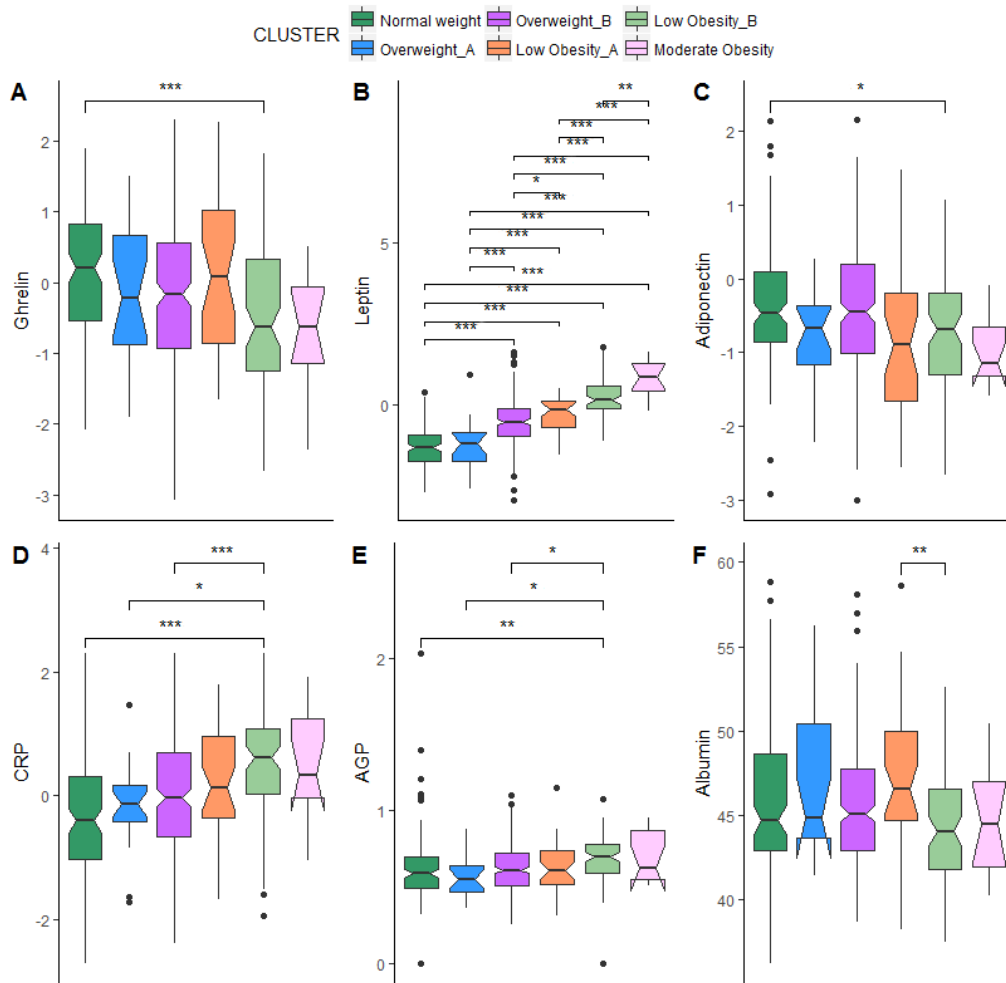 CLUSTER
Normal weight
Overweight_B
Low Obesity_B
Overweight_A
Low Obesity_A
Moderate Obesity
A
***
2
1
0
-1
-2
-3
Ghrelin
B
**
***
***
***
***
*
***
***
***
***
***
***
***
***
5
0
Leptin
C
*
2
1
0
-1
-2
-3
Adiponectin
D
***
*
***
4
2
0
-2
CRP
E
*
*
**
2
1
0
AGP
F
**
60
55
50
45
40
Albumin